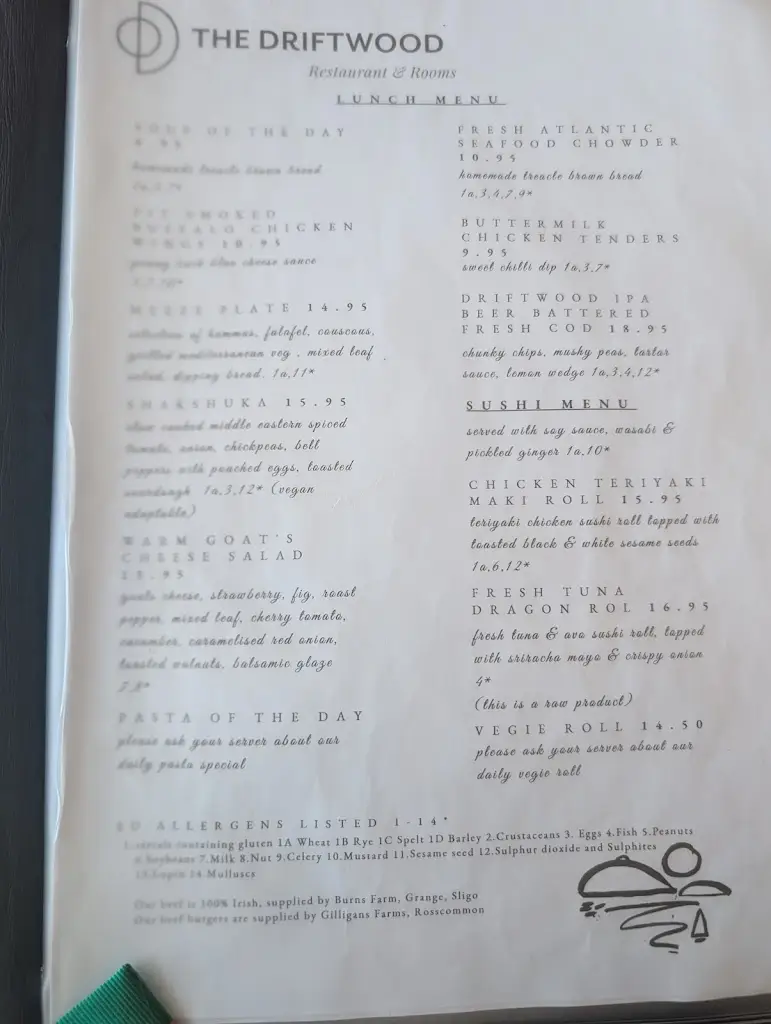 THE DRIFTWOOD
Restaurant & Rooms
LUNCH MENU
SOUP OF THE DAY
homemade treacle brown bread
PIT SMOKED
BUFFALO CHICKEN
WINGS 10.95
blue cheese sauce
MEZZE PLATE 14.95
selection of hummus, falafel, couscous,
grilled mediterranean veg , mixed leaf
salad, dipping bread. 1a,11*
SHAKSHUKA 15.95
slow cooked middle eastern spiced
tomato, onion, chickpeas, bell
peppers with poached eggs, toasted
sourdough 1a,3,12* (vegan
adaptable)
WARM GOAT'S
CHEESE SALAD
goats cheese, strawberry, fig, roast
pepper, mixed leaf, cherry tomato,
cucumber, caramelised red onion,
toasted walnuts, balsamic glaze
7,8*
PASTA OF THE DAY
please ask your server about our
daily pasta special
FRESH ATLANTIC
SEAFOOD CHOWDER
10.95
homemade treacle brown bread
1a,3,4,7,9*
BUTTERMILK
CHICKEN TENDERS
9.95
sweet chilli dip 1a,3,7*
DRIFTWOOD IPA
BEER BATTERED
FRESH COD 18.95
chunky chips, mushy peas, tartar
sauce, lemon wedge 1a,3,4,12*
SUSHI MENU
served with soy sauce, wasabi &
pickled ginger 1a,10*
CHICKEN TERIYAKI
MAKI ROLL 15.95
teriyaki chicken sushi roll topped with
toasted black & white sesame seeds
1a,6,12*
FRESH TUNA
DRAGON ROL 16.95
fresh tuna & avo sushi roll, topped
with sriracha mayo & crispy onion
4*
(this is a raw product)
VEGIE ROLL 14.50
please ask your server about our
daily vegie roll
ALLERGENS LISTED 1-14*
1.cereals containing gluten 1A Wheat 1B Rye 1C Spelt 1D Barley 2.Crustaceans 3. Eggs 4.Fish 5.Peanuts
6.Soybeans 7.Milk 8.Nut 9.Celery 10.Mustard 11.Sesame seed 12.Sulphur dioxide and Sulphites
13.Lupin 14.Molluscs
Our beef is 100% Irish, supplied by Burns Farm, Grange, Sligo
Our beef burgers are supplied by Gilligans Farms, Rosscommon